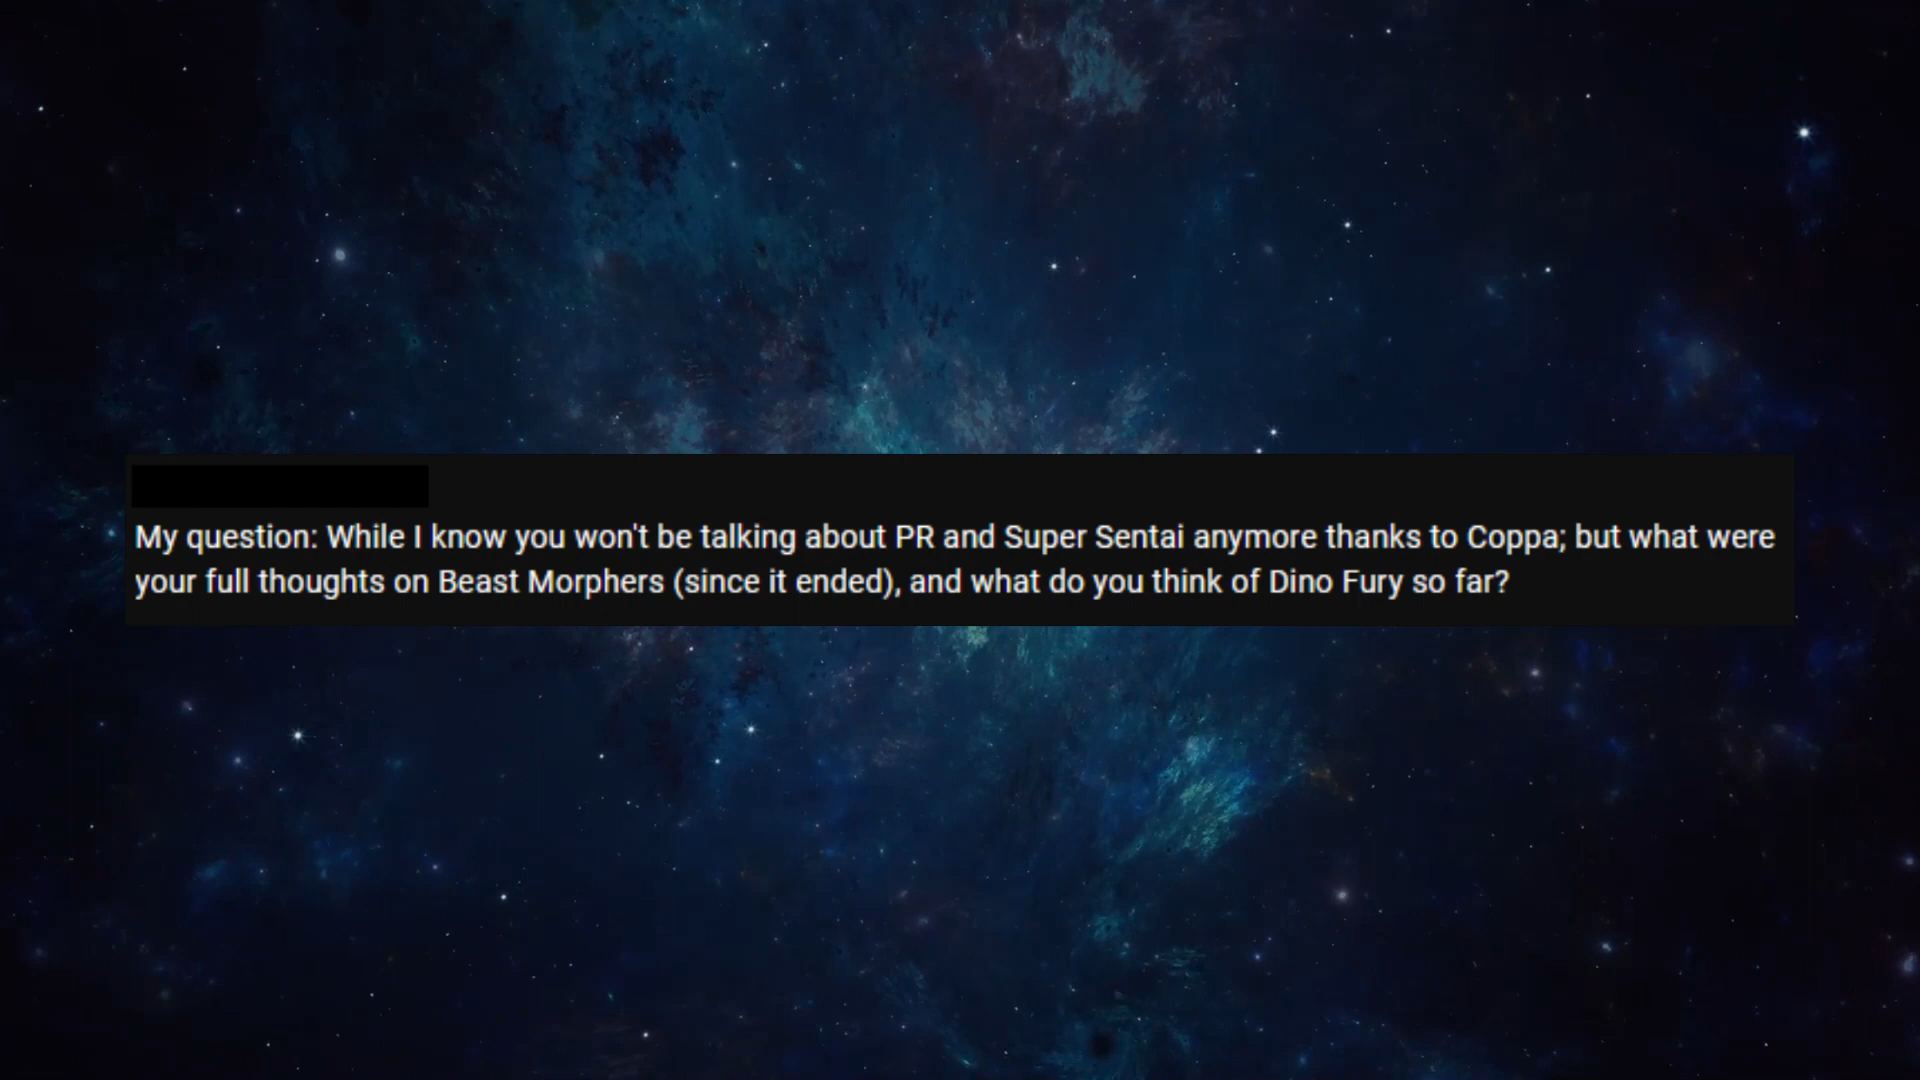 My question: While I know you won't be talking about PR and Super Sentai anymore thanks to Coppa; but what were
your full thoughts on Beast Morphers (since it ended), and what do you think of Dino Fury so far?